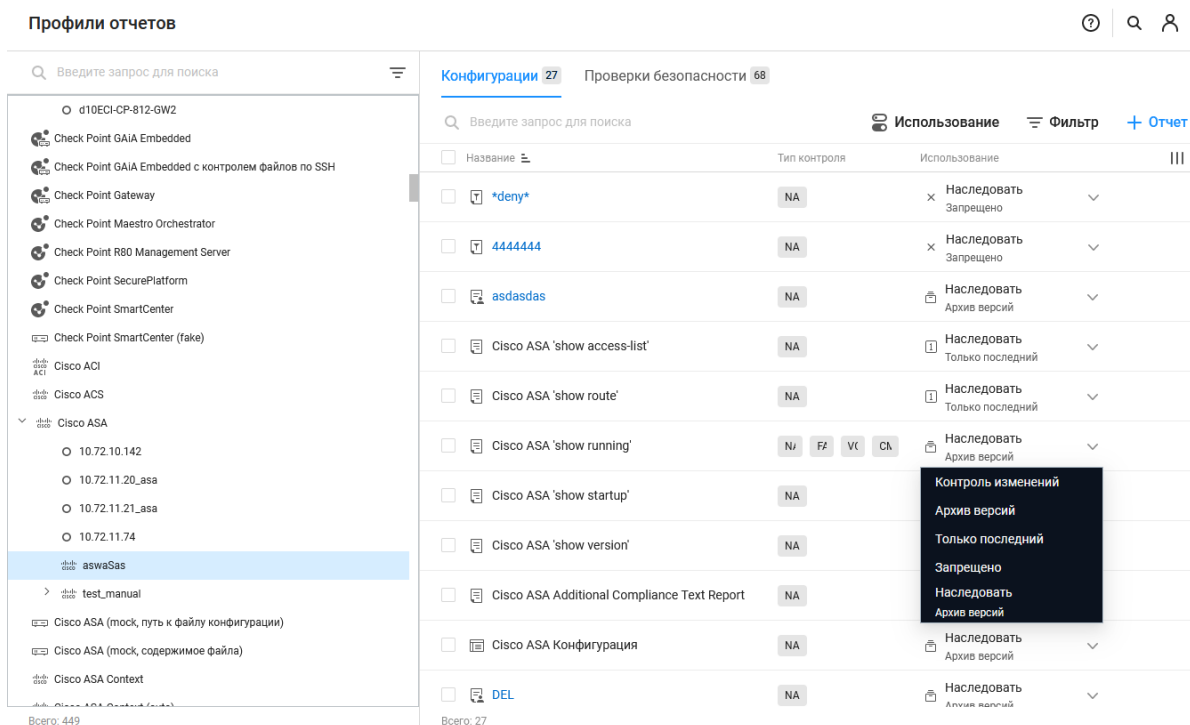 Профили отчетов
Введите запрос для поиска
d10ECI-CP-812-GW2
Check Point GAiA Embedded
Check Point GAiA Embedded с контролем файлов по SSH
Check Point Gateway
Check Point Maestro Orchestrator
Check Point R80 Management Server
Check Point SecurePlatform
Check Point SmartCenter
Check Point SmartCenter (fake)
Cisco ACI
Cisco ACS
Cisco ASA
10.72.10.142
10.72.11.20_asa
10.72.11.21_asa
10.72.11.74
aswaSas
test_manual
Cisco ASA (mock, путь к файлу конфигурации)
Cisco ASA (mock, содержимое файла)
Cisco ASA Context
Cisco ASA Context (auto)
Всего: 449
Конфигурации 27 Проверки безопасности 68
Введите запрос для поиска Использование Фильтр + Отчет
Название Тип контроля Использование
*deny* NA Наследовать
Запрещено
4444444 NA Наследовать
Запрещено
asdasdas NA Наследовать
Архив версий
Cisco ASA 'show access-list' NA Наследовать
Только последний
Cisco ASA 'show route' NA Наследовать
Только последний
Cisco ASA 'show running' Наследовать
Архив версий
Cisco ASA 'show startup' NA
Cisco ASA 'show version' NA
Cisco ASA Additional Compliance Text Report NA
Контроль изменений
Архив версий
Только последний
Запрещено
Наследовать
Архив версий
Cisco ASA Конфигурация NA Наследовать
Архив версий
DEL NA Наследовать
Архив версий
Всего: 27